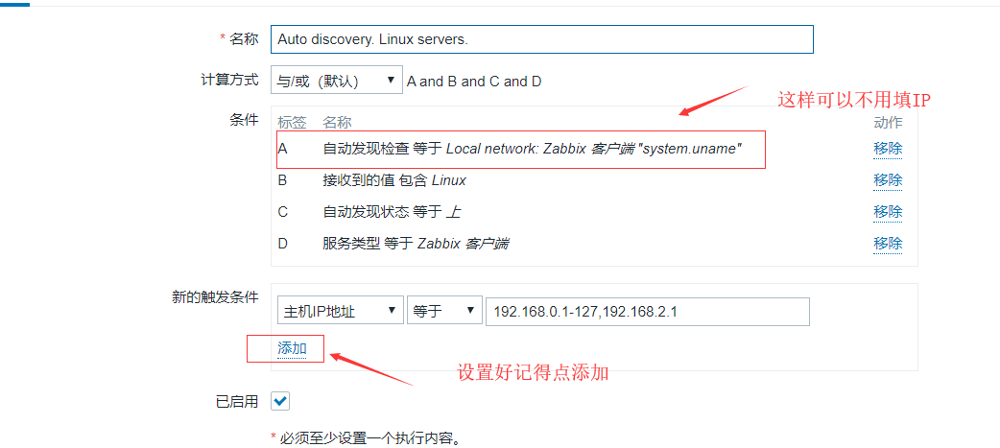 * 名称 Auto discovery. Linux servers.
计算方式 与/或（默认） A and B and C and D
这样可以不用填IP
条件 标签 名称 动作
A 自动发现检查 等于 Local network: Zabbix 客户端 "system.uname" 移除
B 接收到的值 包含 Linux 移除
C 自动发现状态 等于 上 移除
D 服务类型 等于 Zabbix 客户端 移除
新的触发条件 主机IP地址 等于 192.168.0.1-127,192.168.2.1
添加
设置好记得点添加
已启用
* 必须至少设置一个执行内容。